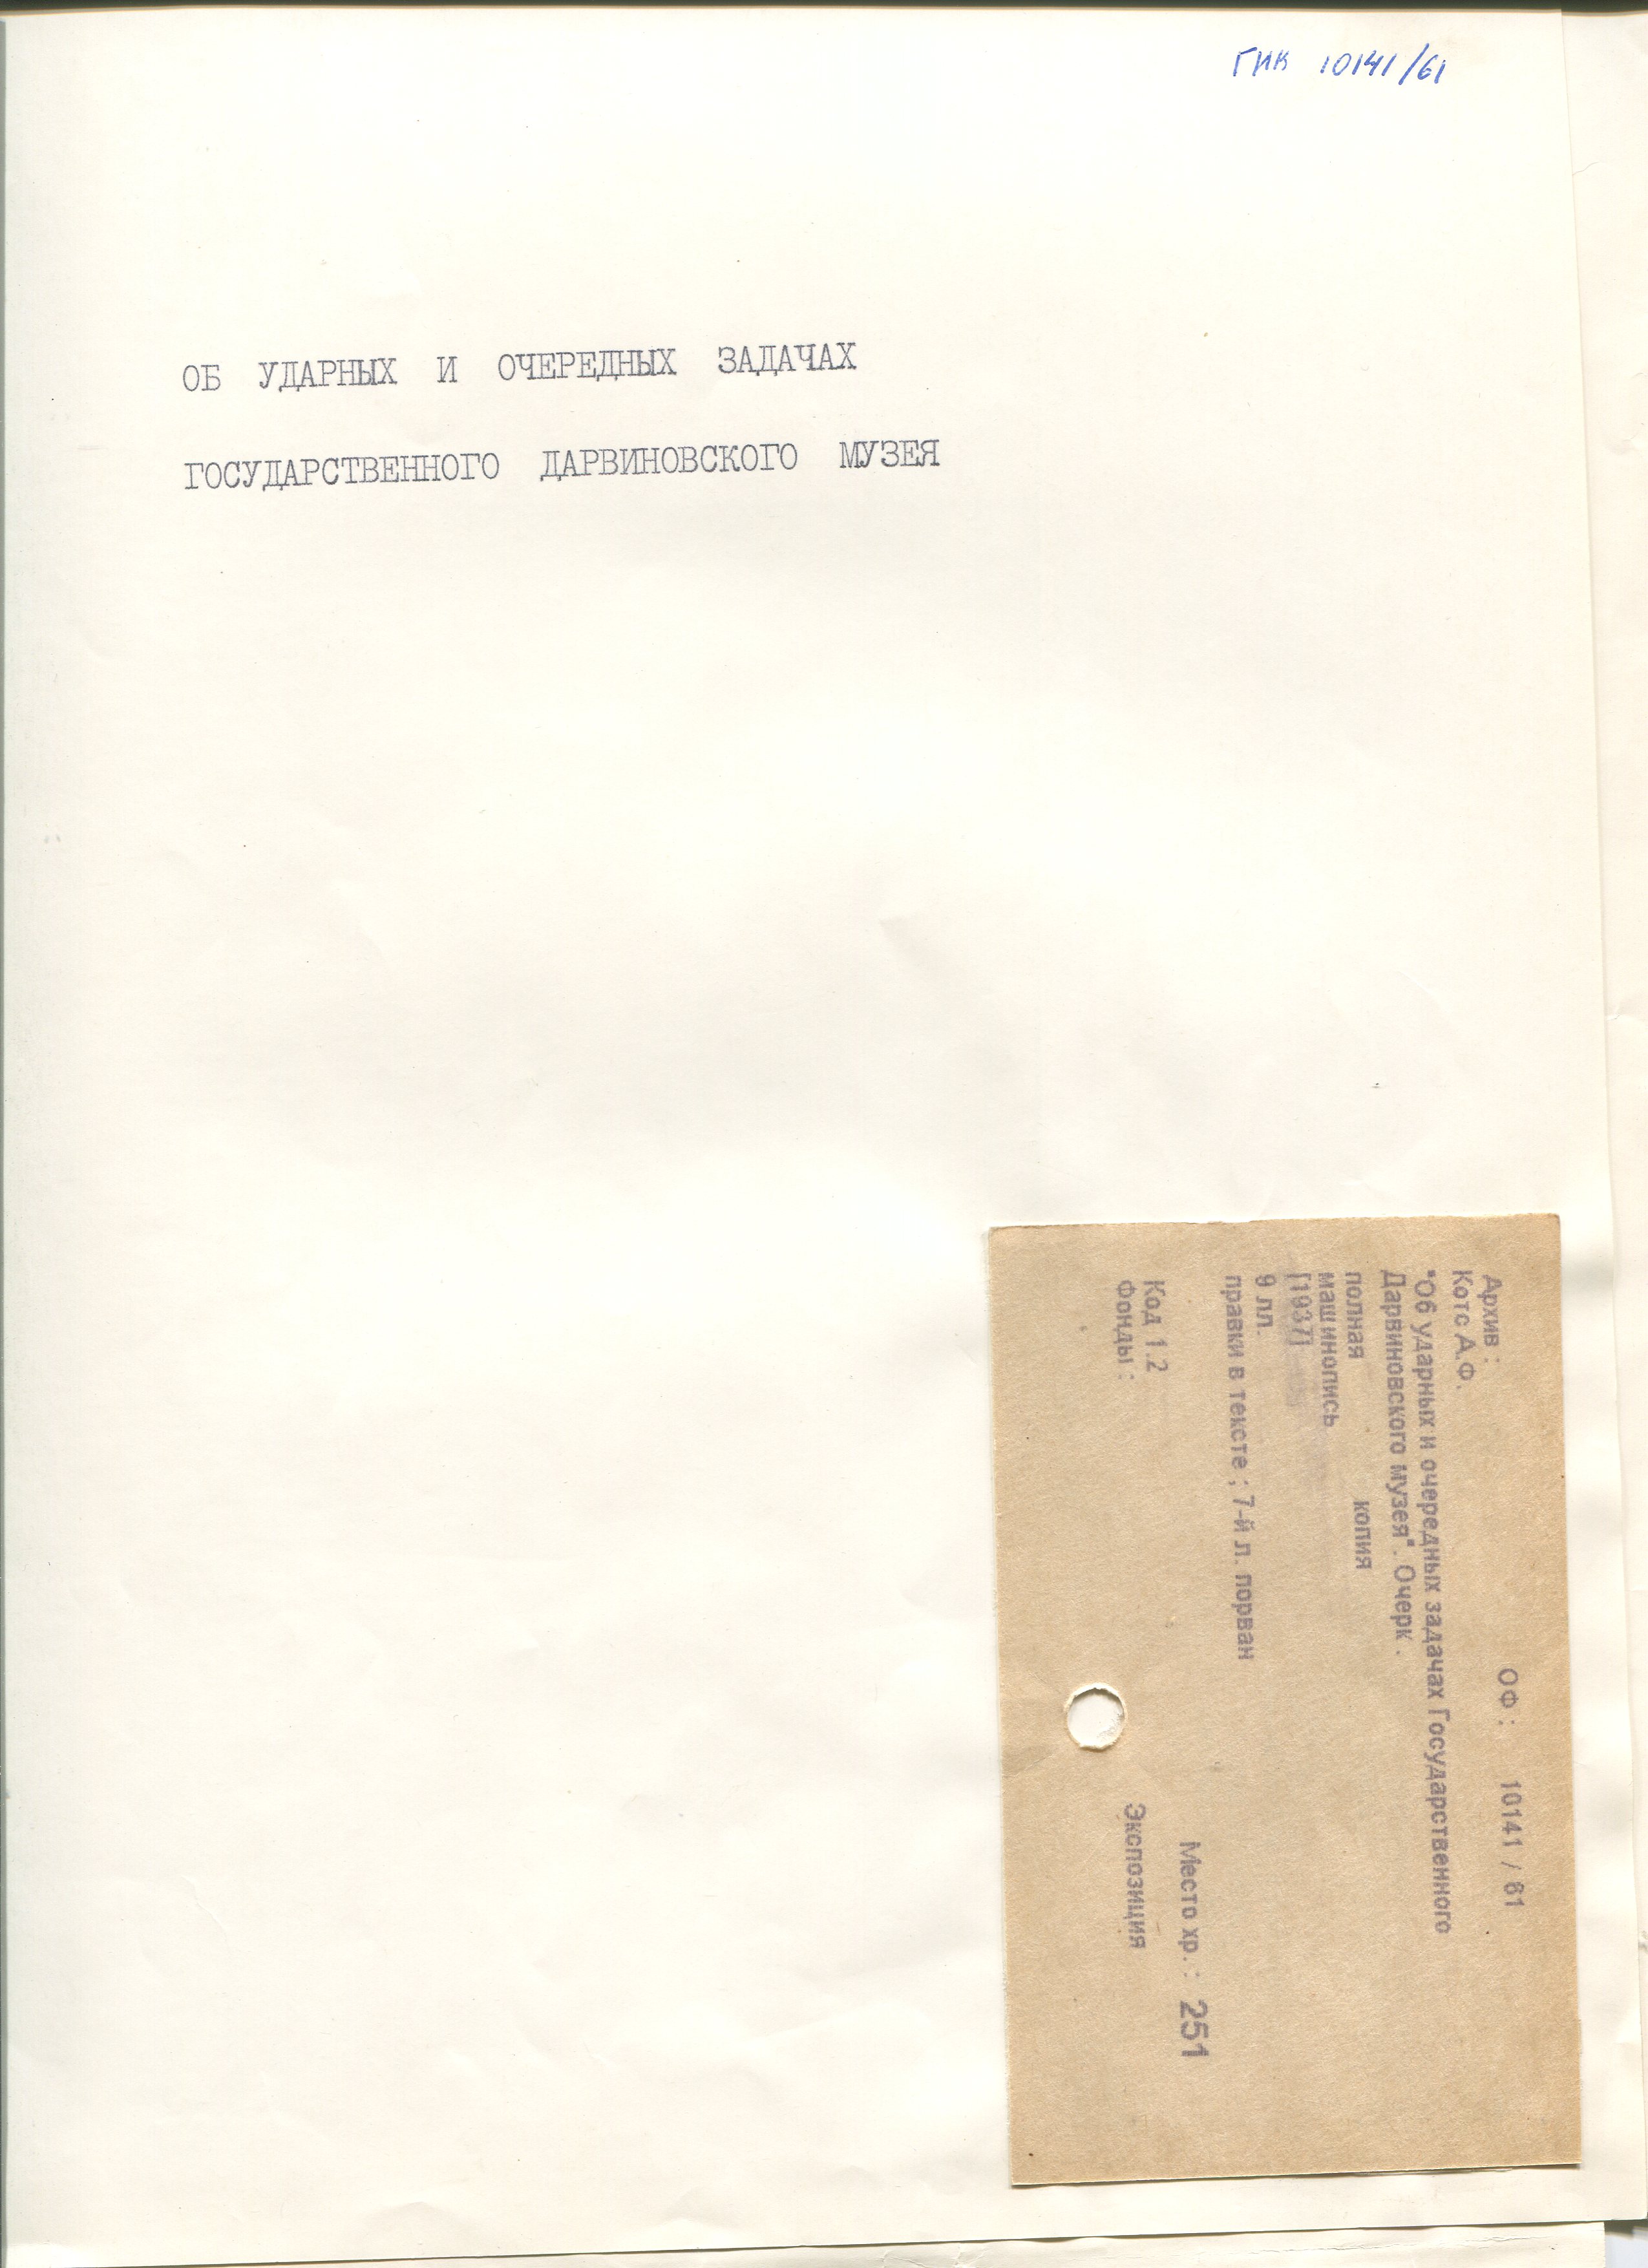 ГИК 10141/61
ОБ УДАРНЫХ И ОЧЕРЕДНЫХ ЗАДАЧАХ
ГОСУДАРСТВЕННОГО ДАРВИНОВСКОГО МУЗЕЯ
Архив: ОФ: 10141 / 61
Котс А.Ф.
"Об ударных и очередных задачах Государственного
Дарвиновского музея". Очерк.
полная копия
машинопись
[1937]
9 лл.
правки в тексте; 7-й л. порван
Место хр.: 251
Код 1.2
Фонды: Экспозиция